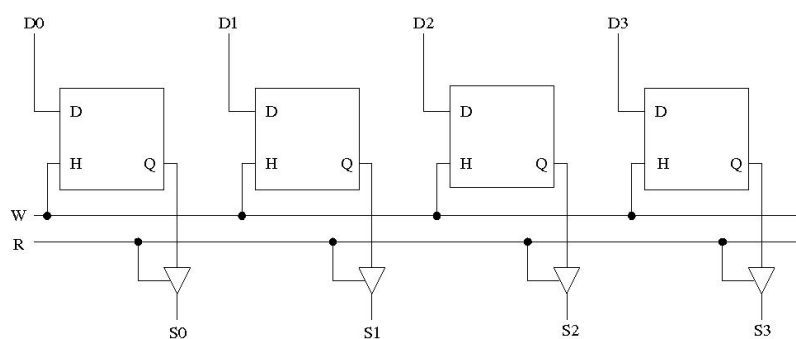 D0 D1 D2 D3
D D D D
H Q H Q H Q H Q
W
R
S0 S1 S2 S3